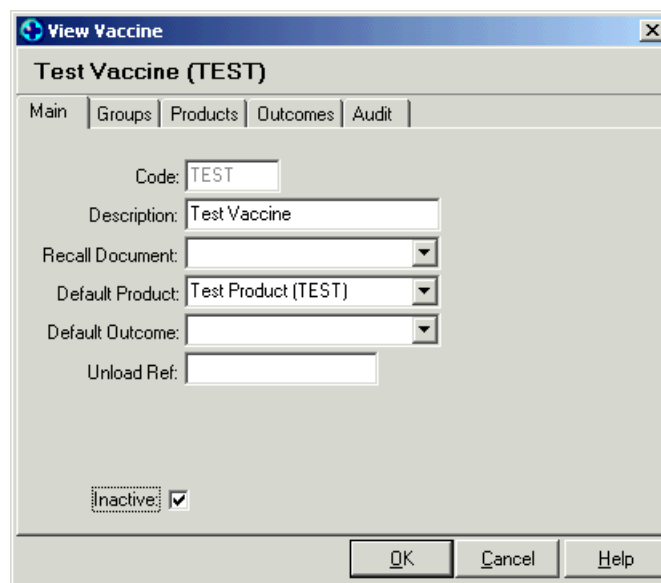 View Vaccine
Test Vaccine (TEST)
Main Groups Products Outcomes Audit
Code: TEST
Description: Test Vaccine
Recall Document:
Default Product: Test Product (TEST)
Default Outcome:
Unload Ref:
Inactive:
OK Cancel Help